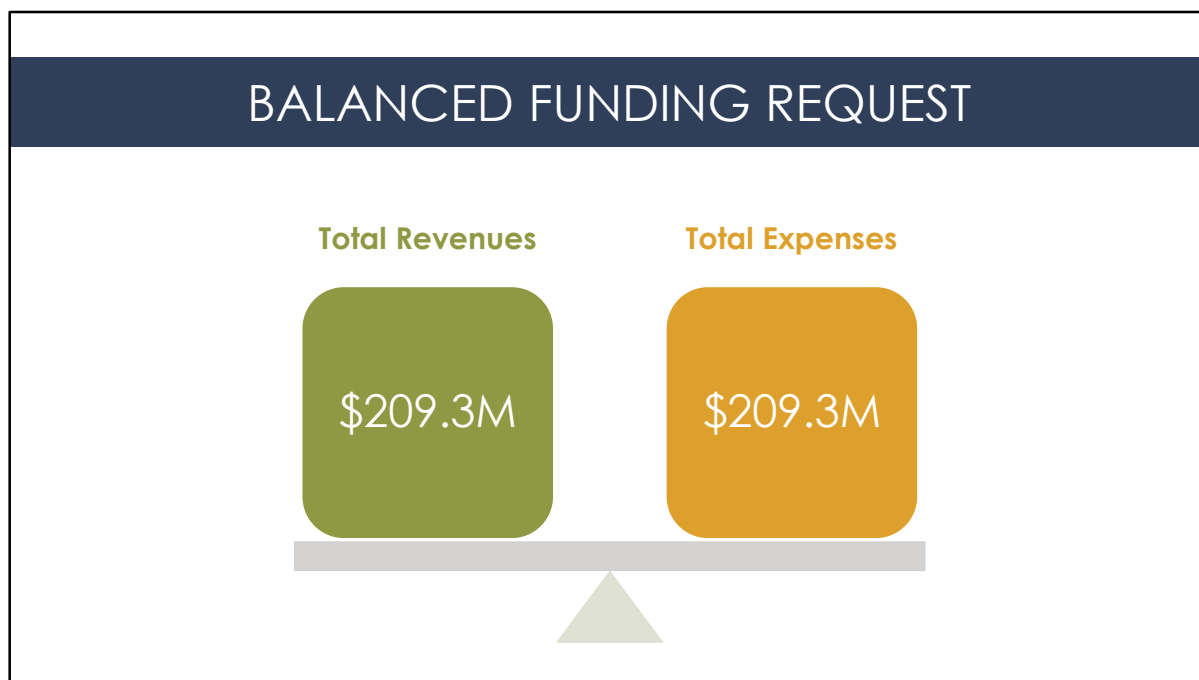 BALANCED FUNDING REQUEST
Total Revenues
Total Expenses
$209.3M
$209.3M